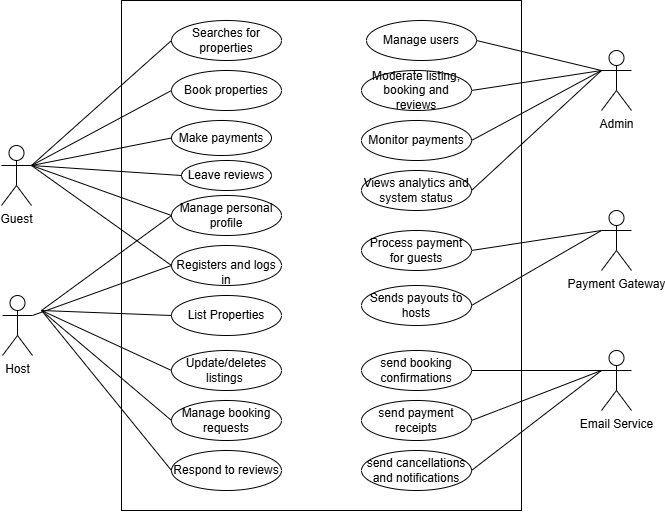 Searches for
properties
Book properties
Make payments
Leave reviews
Manage personal
profile
Registers and logs
in
List Properties
Update/deletes
listings
Manage booking
requests
Respond to reviews
Guest
Host
Manage users
Moderate listing,
booking and
reviews
Monitor payments
Views analytics and
system status
Process payment
for guests
Sends payouts to
hosts
send booking
confirmations
send payment
receipts
send cancellations
and notifications
Admin
Payment Gateway
Email Service